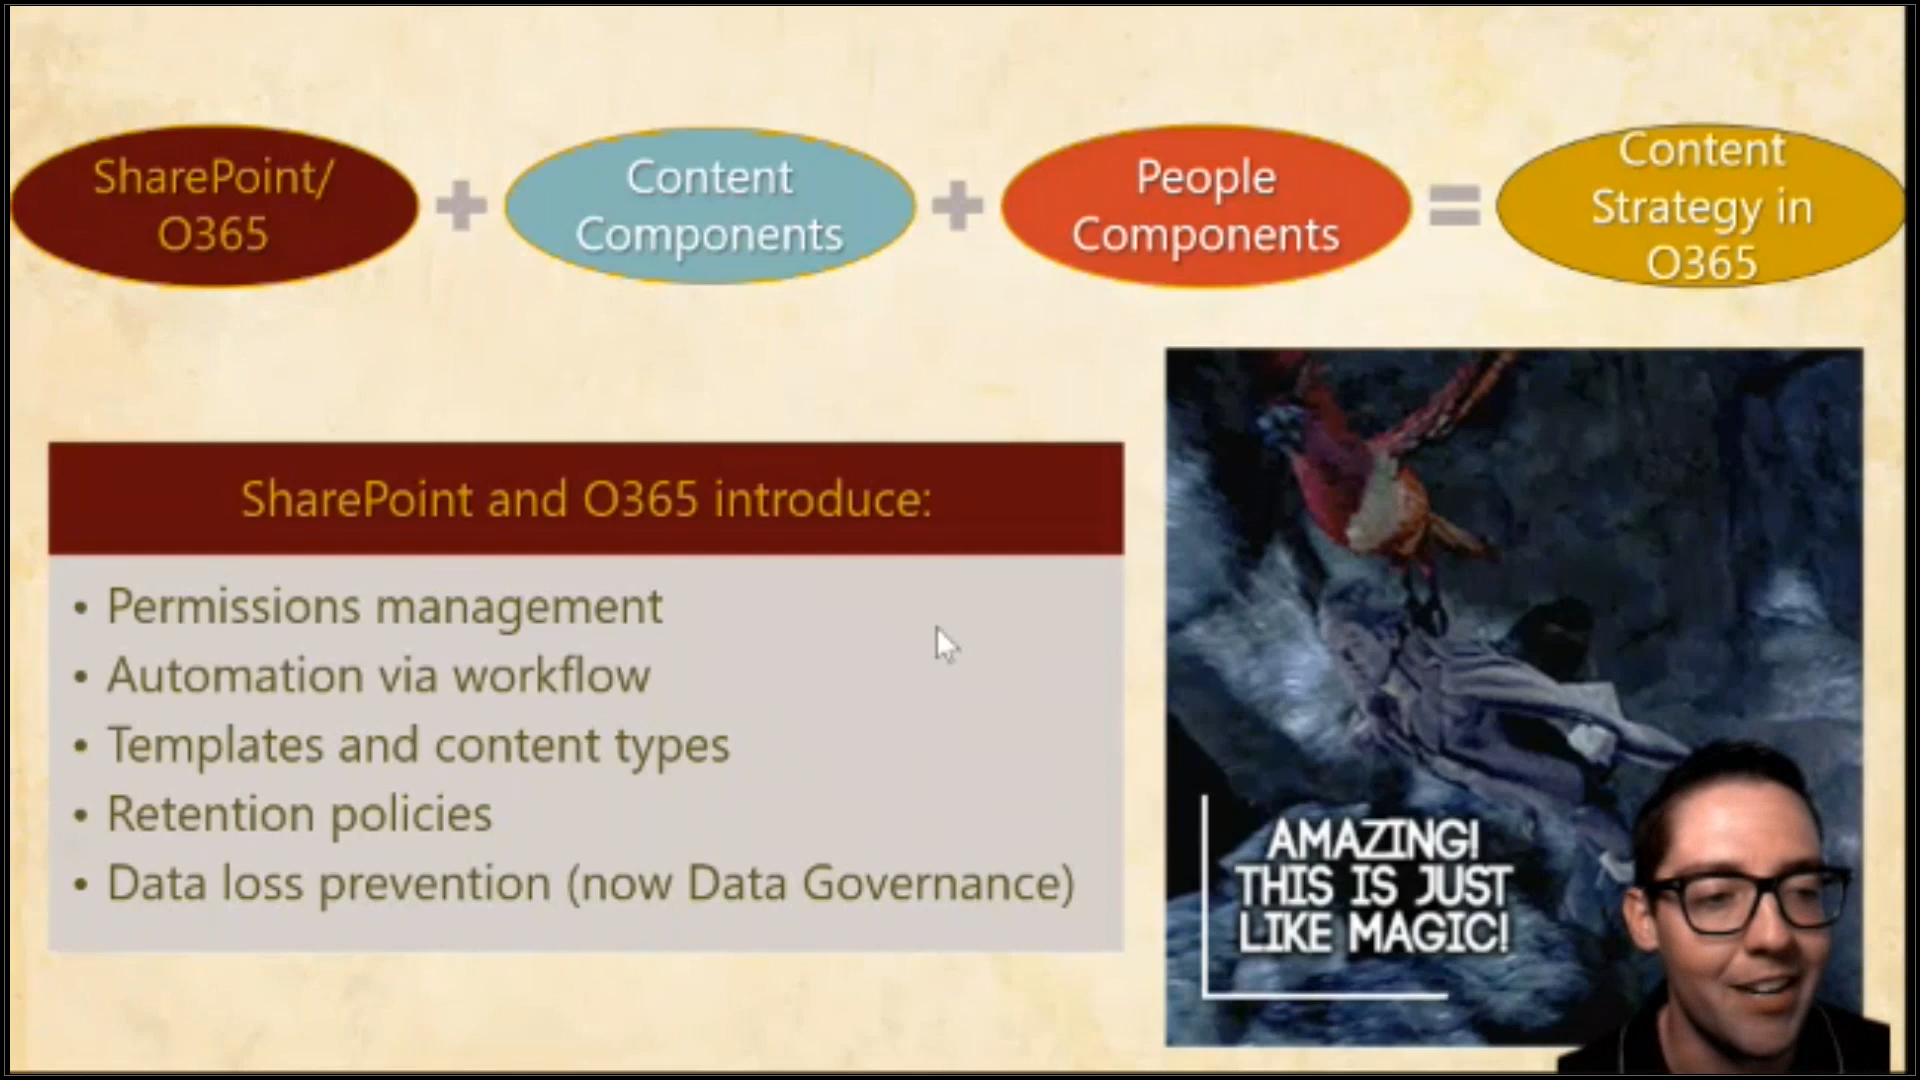 SharePoint/
O365
Content
Components
People
Components
Content
Strategy in
O365
SharePoint and O365 introduce:
• Permissions management
• Automation via workflow
• Templates and content types
• Retention policies
• Data loss prevention (now Data Governance)
AMAZING!
THIS IS JUST
LIKE MAGIC!